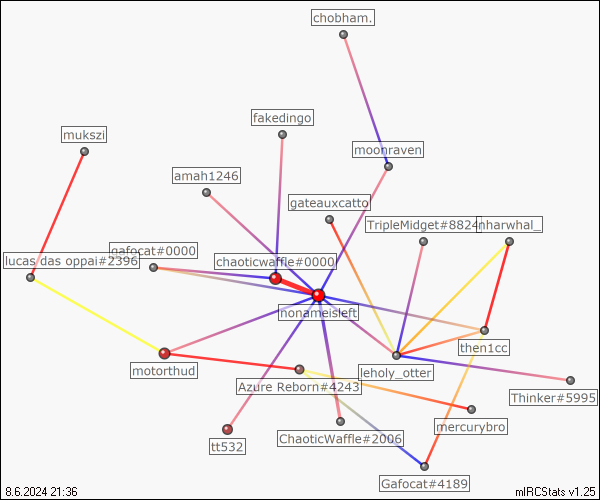 chobham.
fakedingo
mukszi
moonraven
amah1246
gateauxcatto
TripleMidget#8824
nharwhal_
gafocat#0000
lucas das oppai#2396
chaoticwaffle#0000
nonameisleft
then1cc
motorthud
leholy_otter
Azure Reborn#4243
Thinker#5995
mercurybro
tt532
ChaoticWaffle#2006
Gafocat#4189
8.6.2024 21:36
mIRCStats v1.25